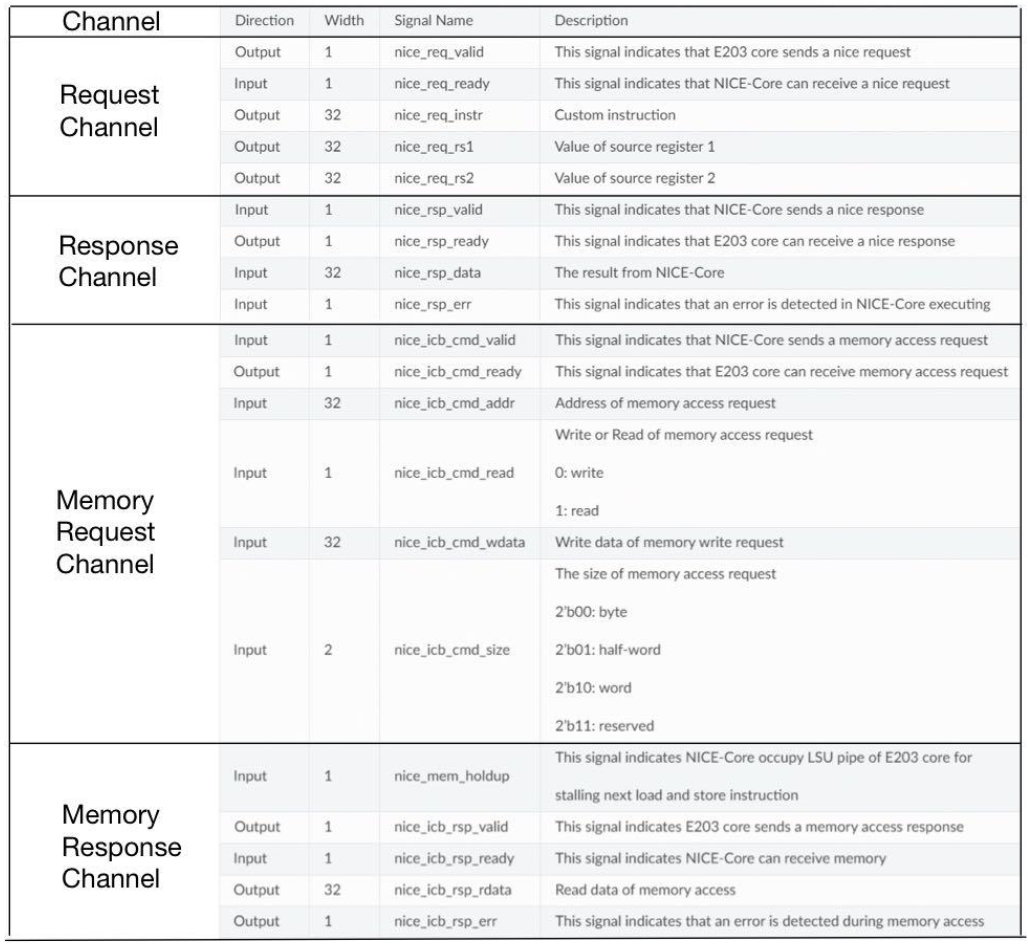 Channel Direction Width Signal Name Description
Request Channel
Output 1 nice_req_valid This signal indicates that E203 core sends a nice request
Input 1 nice_req_ready This signal indicates that NICE-Core can receive a nice request
Output 32 nice_req_instr Custom instruction
Output 32 nice_req_rs1 Value of source register 1
Output 32 nice_req_rs2 Value of source register 2
Response Channel
Input 1 nice_rsp_valid This signal indicates that NICE-Core sends a nice response
Output 1 nice_rsp_ready This signal indicates that E203 core can receive a nice response
Input 32 nice_rsp_data The result from NICE-Core
Input 1 nice_rsp_err This signal indicates that an error is detected in NICE-Core executing
Memory Request Channel
Input 1 nice_icb_cmd_valid This signal indicates that NICE-Core sends a memory access request
Output 1 nice_icb_cmd_ready This signal indicates that E203 core can receive memory access request
Input 32 nice_icb_cmd_addr Address of memory access request
Input 1 nice_icb_cmd_read Write or Read of memory access request
0: write
1: read
Input 32 nice_icb_cmd_wdata Write data of memory write request
Input 2 nice_icb_cmd_size The size of memory access request
2'b00: byte
2'b01: half-word
2'b10: word
2'b11: reserved
Memory Response Channel
Input 1 nice_mem_holdup This signal indicates NICE-Core occupy LSU pipe of E203 core for
stalling next load and store instruction
Output 1 nice_icb_rsp_valid This signal indicates E203 core sends a memory access response
Input 1 nice_icb_rsp_ready This signal indicates NICE-Core can receive memory
Output 32 nice_icb_rsp_rdata Read data of memory access
Output 1 nice_icb_rsp_err This signal indicates that an error is detected during memory access